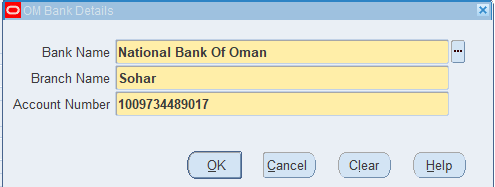 OM Bank Details
Bank Name National Bank Of Oman ...
Branch Name Sohar
Account Number 1009734489017
OK Cancel Clear Help